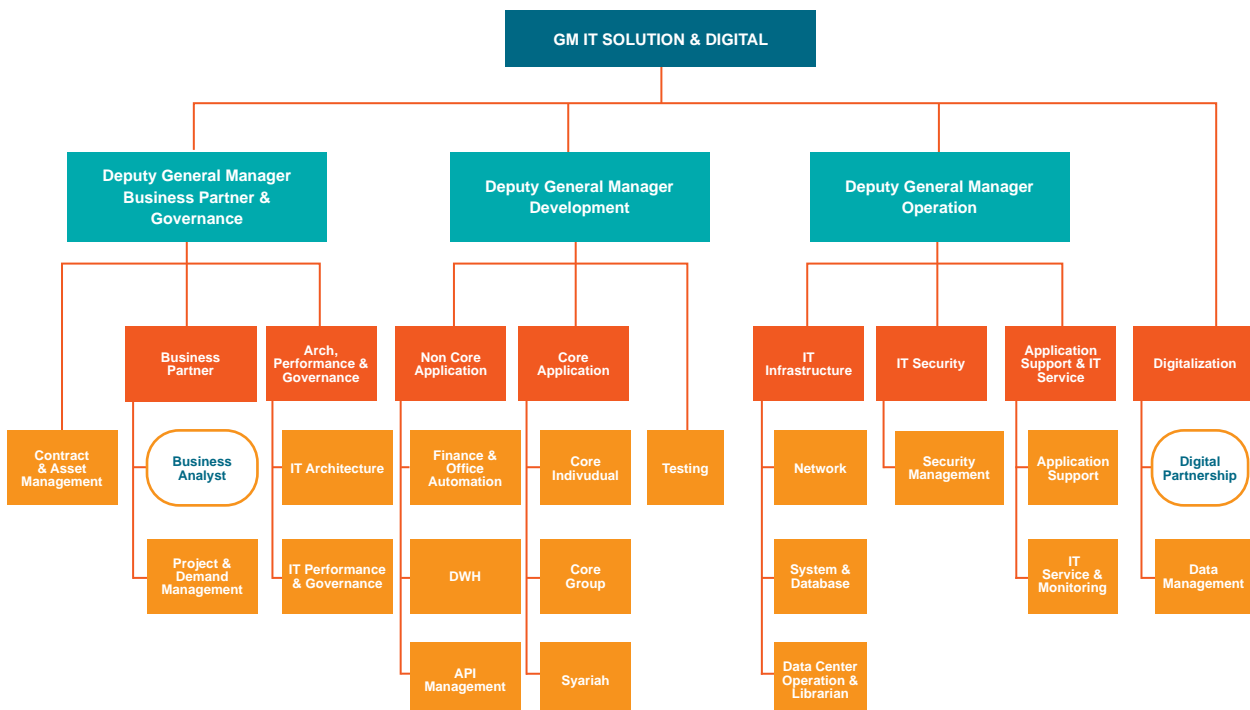 GM IT SOLUTION & DIGITAL
Deputy General Manager
Business Partner &
Governance
Deputy General Manager
Development
Deputy General Manager
Operation
Business
Partner
Arch,
Performance &
Governance
Non Core
Application
Core
Application
IT
Infrastructure
IT Security
Application
Support & IT
Service
Digitalization
Contract
& Asset
Management
Business
Analyst
IT Architecture
Finance &
Office
Automation
Core
Indivudual
Testing
Network
Security
Management
Application
Support
Digital
Partnership
Project &
Demand
Management
IT Performance
& Governance
DWH
Core
Group
System &
Database
IT
Service &
Monitoring
Data
Management
API
Management
Syariah
Data Center
Operation &
Librarian